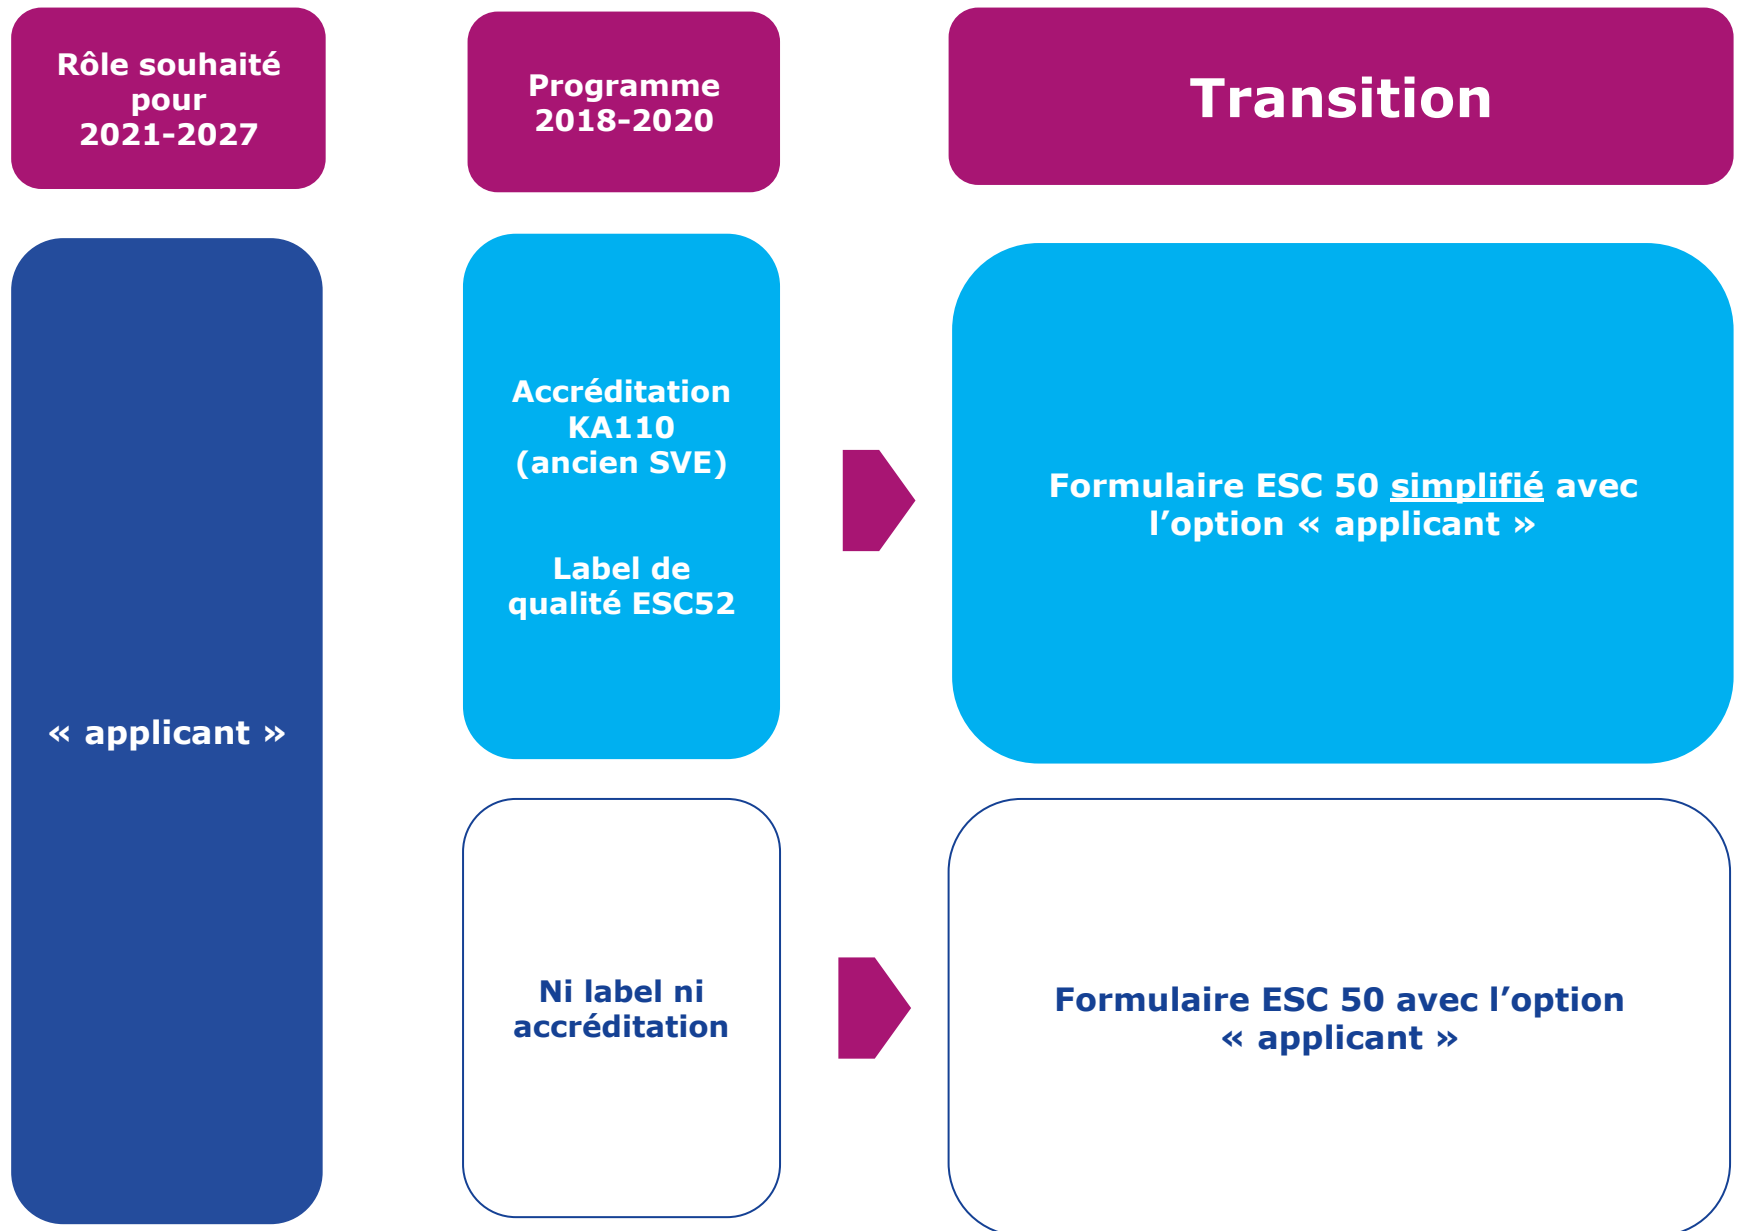 Rôle souhaité
pour
2021-2027
Programme
2018-2020
Transition
« applicant »
Accréditation
KA110
(ancien SVE)
Label de
qualité ESC52
Formulaire ESC 50 simplifié avec
l’option « applicant »
Ni label ni
accréditation
Formulaire ESC 50 avec l’option
« applicant »